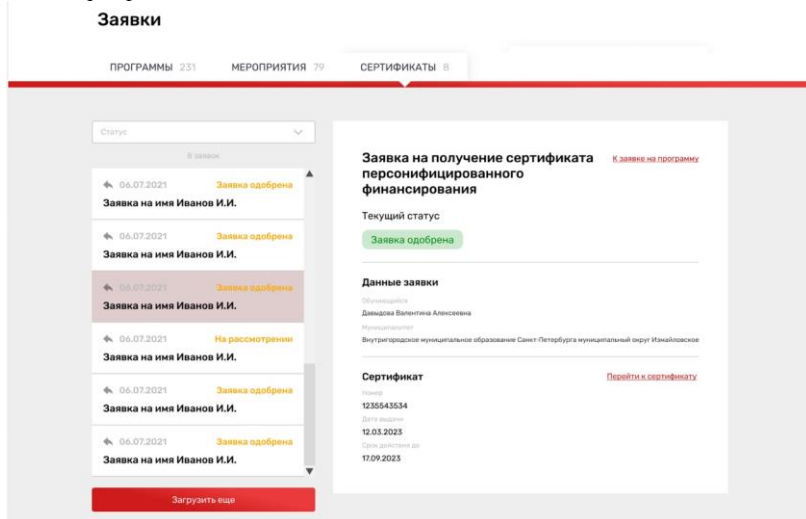 Заявки
ПРОГРАММЫ 231 МЕРОПРИЯТИЯ 79 СЕРТИФИКАТЫ 8
Статус
8 заявок
06.07.2021 Заявка одобрена
Заявка на имя Иванов И.И.
06.07.2021 Заявка одобрена
Заявка на имя Иванов И.И.
06.07.2021 Заявка одобрена
Заявка на имя Иванов И.И.
06.07.2021 На рассмотрении
Заявка на имя Иванов И.И.
06.07.2021 Заявка одобрена
Заявка на имя Иванов И.И.
06.07.2021 Заявка одобрена
Заявка на имя Иванов И.И.
Загрузить еще
Заявка на получение сертификата
персонифицированного
финансирования
К заявке на программу
Текущий статус
Заявка одобрена
Данные заявки
Обучающийся
Давыдова Валентина Алексеевна
Муниципалитет
Внутригородское муниципальное образование Санкт-Петербурга муниципальный округ Измайловское
Сертификат Перейти к сертификату
Номер
1235543534
Дата выдачи
12.03.2023
Срок действия до
17.09.2023